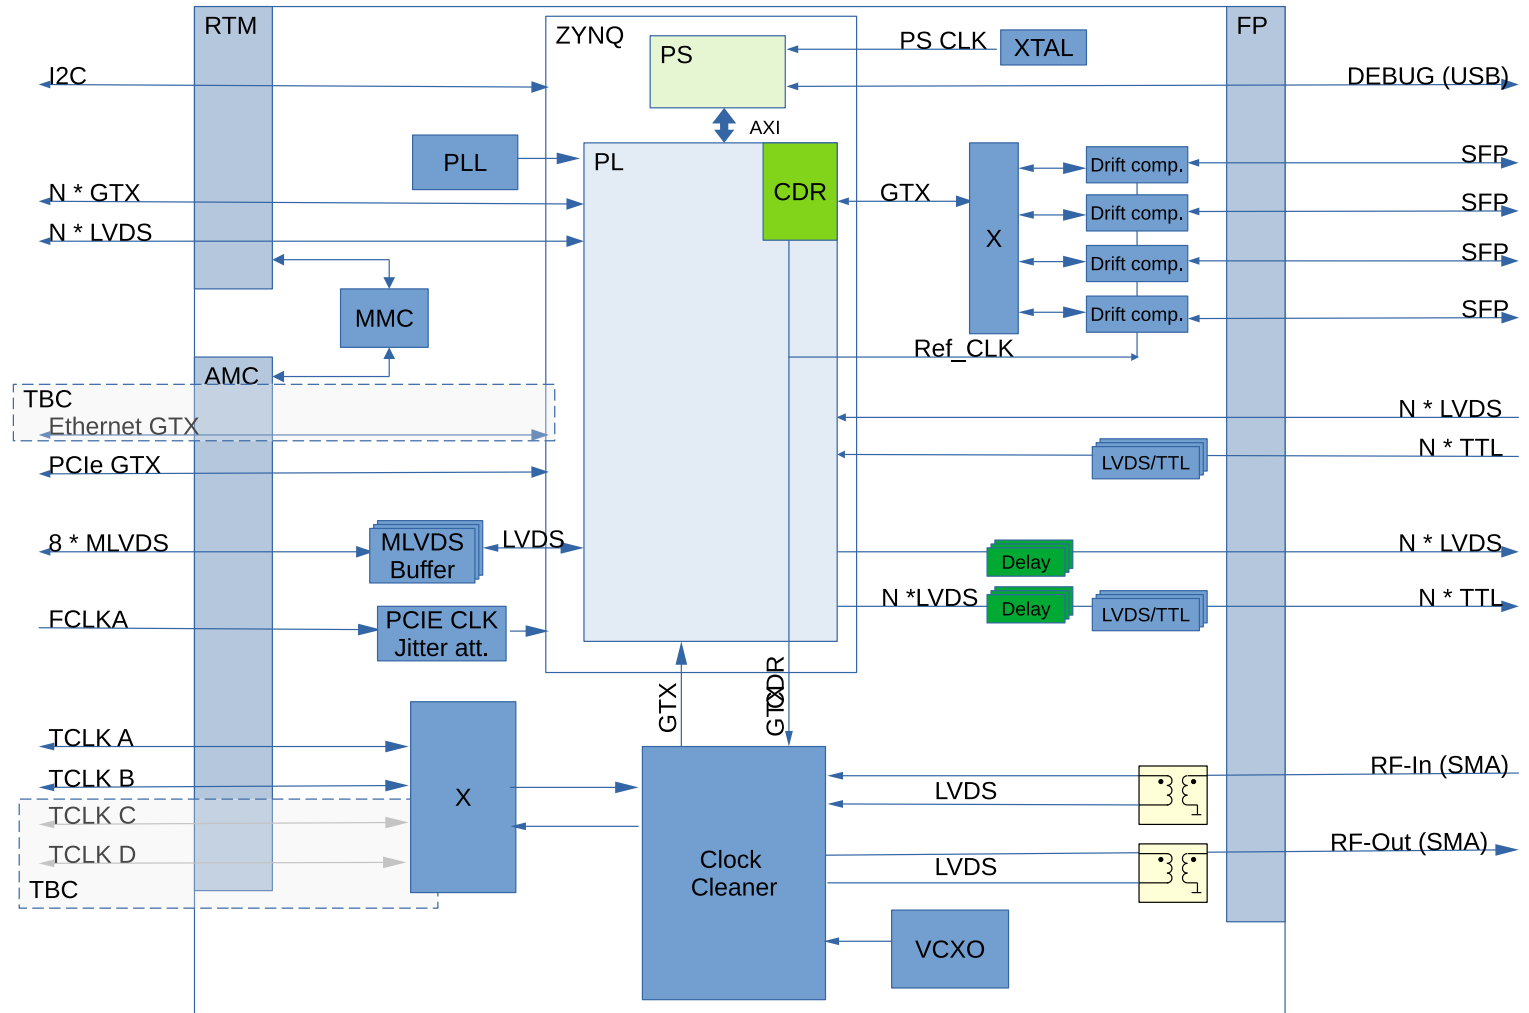 RTM
ZYNQ
FP
PS
PS CLK
XTAL
I2C
DEBUG (USB)
AXI
PLL
PL
CDR
GTX
X
Drift comp.
SFP
Drift comp.
SFP
Drift comp.
SFP
Drift comp.
SFP
N * GTX
N * LVDS
MMC
Ref_CLK
AMC
TBC
Ethernet GTX
PCIe GTX
N * LVDS
LVDS/TTL
N * TTL
8 * MLVDS
MLVDS
Buffer
LVDS
Delay
N * LVDS
FCLKA
PCIE CLK
Jitter att.
N *LVDS
Delay
LVDS/TTL
N * TTL
GTX
GTX
CDR
TCLK A
TCLK B
TCLK C
TCLK D
TBC
X
Clock
Cleaner
LVDS
RF-In (SMA)
LVDS
RF-Out (SMA)
VCXO